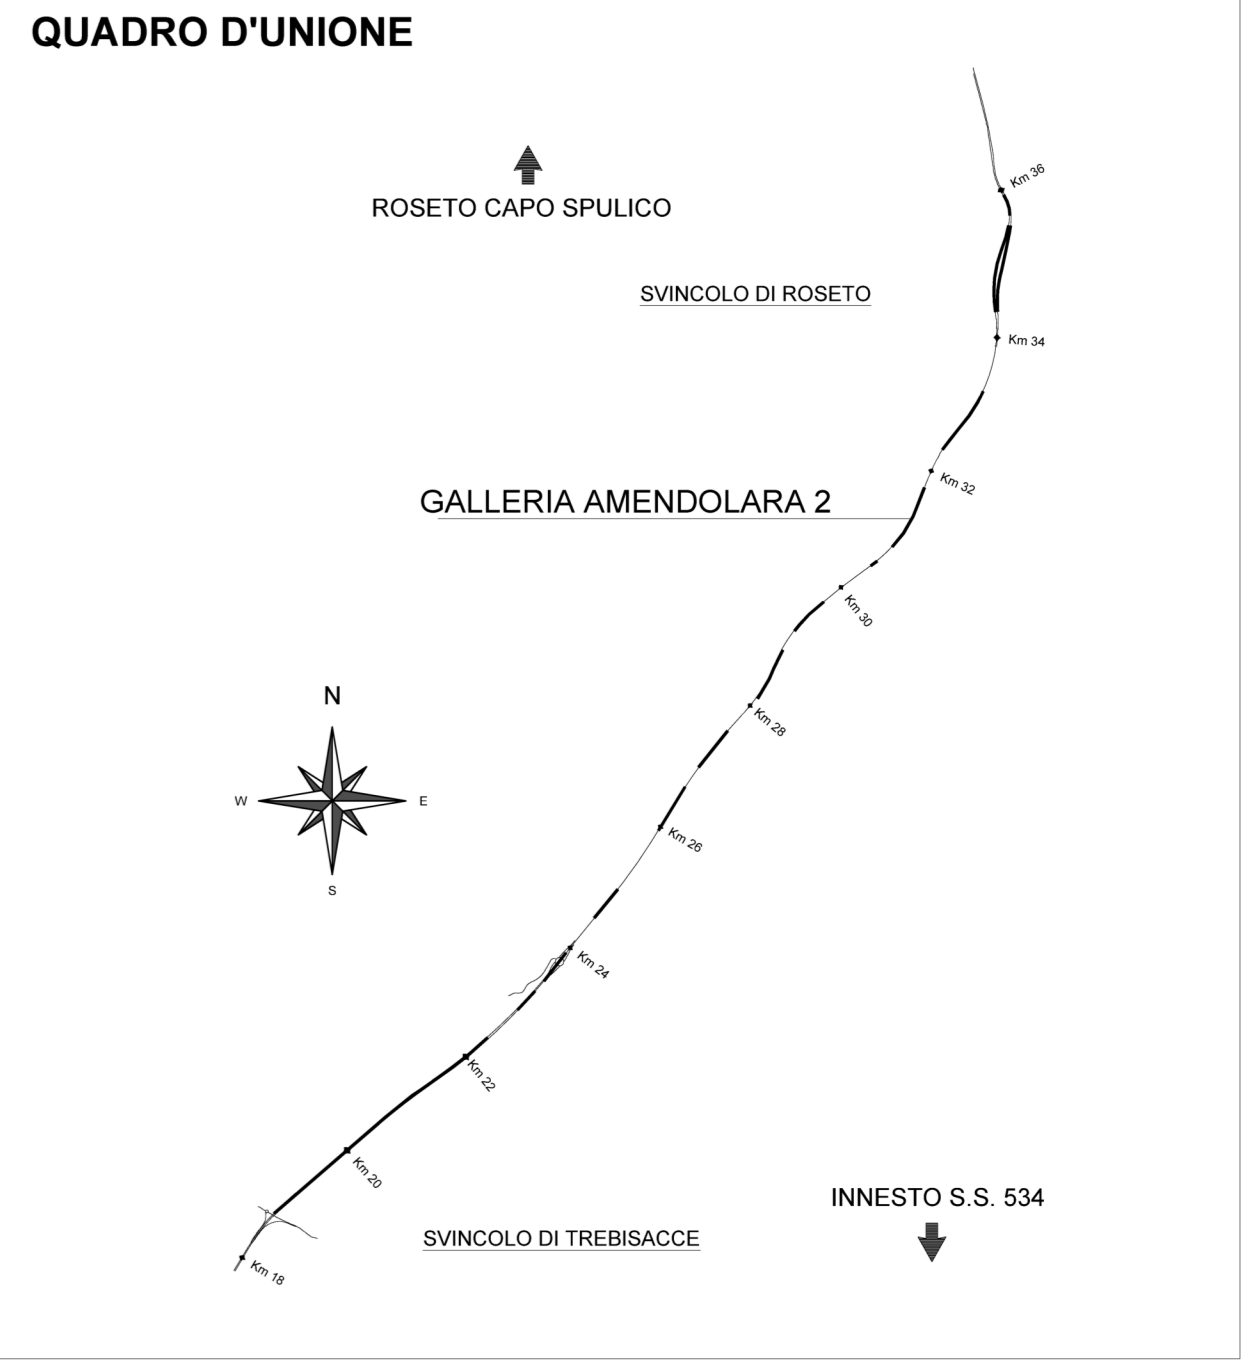 QUADRO D'UNIONE
Km 36
ROSETO CAPO SPULICO
SVINCOLO DI ROSETO
Km 34
Km 32
GALLERIA AMENDOLARA 2
Km 30
N
Km 28
W
E
Km 26
S
Km 24
Km 22
Km 20
INNESTO S.S. 534
SVINCOLO DI TREBISACCE
Km 18